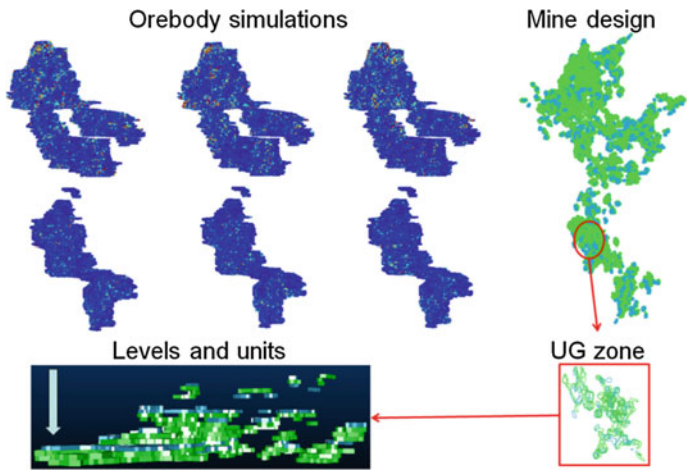 Orebody simulations
Mine design
Levels and units
UG zone